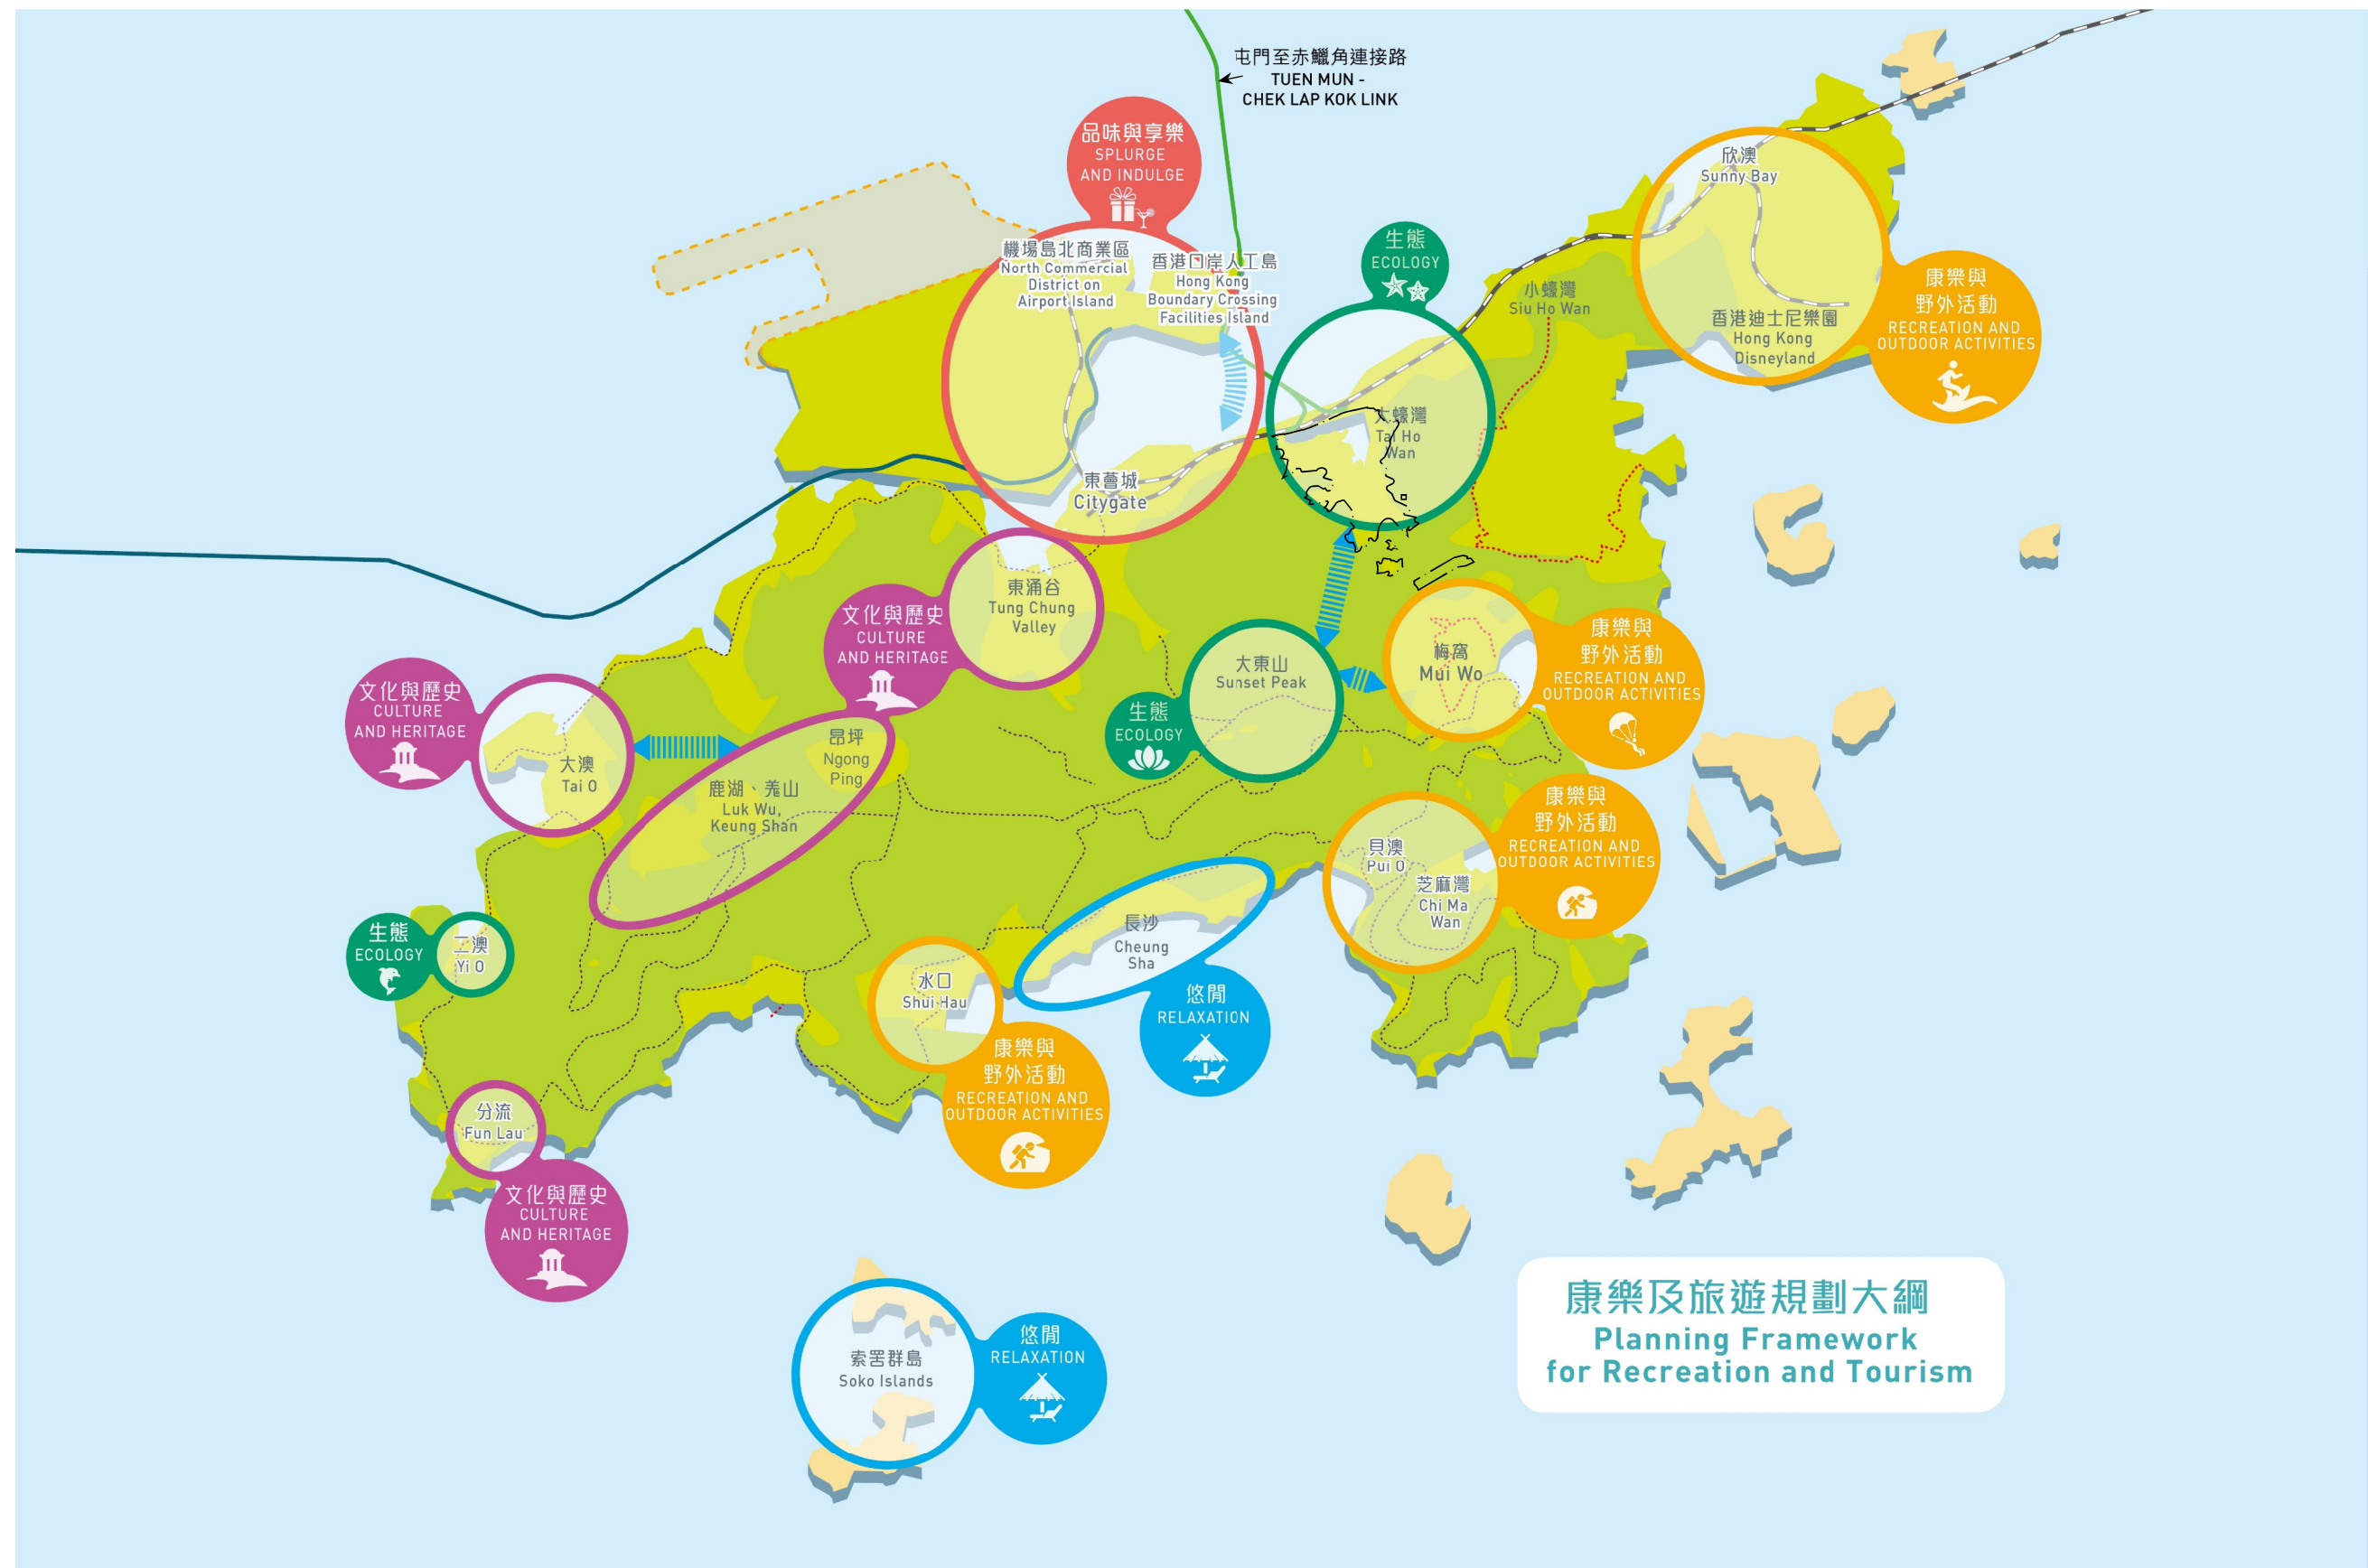 屯門至赤鱲角連接路
TUEN MUN -
CHEK LAP KOK LINK
品味與享樂
SPLURGE
AND INDULGE
機場島北商業區
North Commercial
District on
Airport Island
香港口岸人工島
Hong Kong
Boundary Crossing
Facilities Island
東薈城
Citygate
生態
ECOLOGY
大蠔灣
Tai Ho
Wan
小蠔灣
Siu Ho Wan
欣澳
Sunny Bay
香港迪士尼樂園
Hong Kong
Disneyland
康樂與
野外活動
RECREATION AND
OUTDOOR ACTIVITIES
東涌谷
Tung Chung
Valley
文化與歷史
CULTURE
AND HERITAGE
文化與歷史
CULTURE
AND HERITAGE
大澳
Tai O
昂坪
Ngong
Ping
鹿湖、羗山
Luk Wu,
Keung Shan
大東山
Sunset Peak
生態
ECOLOGY
梅窩
Mui Wo
康樂與
野外活動
RECREATION AND
OUTDOOR ACTIVITIES
貝澳
Pui O
芝麻灣
Chi Ma
Wan
康樂與
野外活動
RECREATION AND
OUTDOOR ACTIVITIES
生態
ECOLOGY
二澳
Yi O
長沙
Cheung
Sha
悠閒
RELAXATION
水口
Shui Hau
康樂與
野外活動
RECREATION AND
OUTDOOR ACTIVITIES
分流
Fun Lau
文化與歷史
CULTURE
AND HERITAGE
索罟群島
Soko Islands
悠閒
RELAXATION
康樂及旅遊規劃大綱
Planning Framework
for Recreation and Tourism